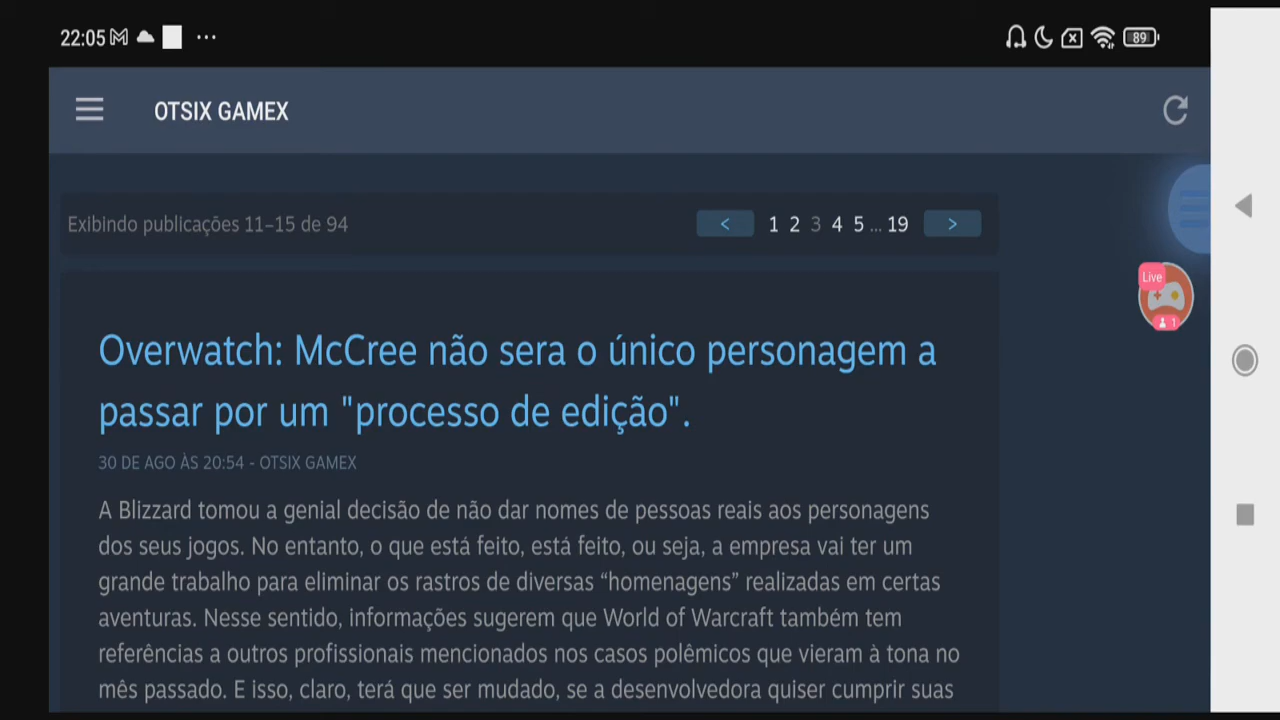 22:05 ...
89
OTSIX GAMEX
Exibindo publicações 11–15 de 94
< 1 2 3 4 5 ... 19 >
Live
1
Overwatch: McCree não sera o único personagem a
passar por um "processo de edição".
30 DE AGO ÀS 20:54 - OTSIX GAMEX
A Blizzard tomou a genial decisão de não dar nomes de pessoas reais aos personagens
dos seus jogos. No entanto, o que está feito, está feito, ou seja, a empresa vai ter um
grande trabalho para eliminar os rastros de diversas “homenagens” realizadas em certas
aventuras. Nesse sentido, informações sugerem que World of Warcraft também tem
referências a outros profissionais mencionados nos casos polêmicos que vieram à tona no
mês passado. E isso, claro, terá que ser mudado, se a desenvolvedora quiser cumprir suas